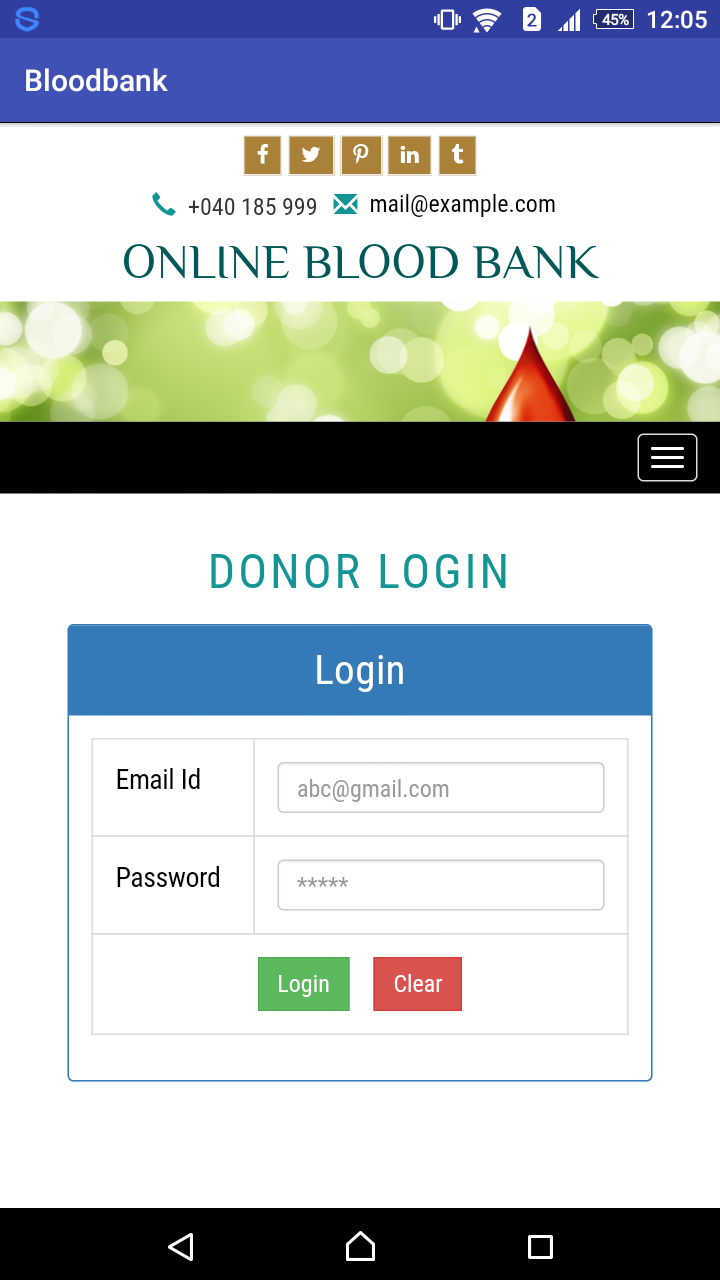 2 45% 12:05
Bloodbank
+040 185 999 mail@example.com
ONLINE BLOOD BANK
DONOR LOGIN
Login
Email Id abc@gmail.com
Password *****
Login Clear